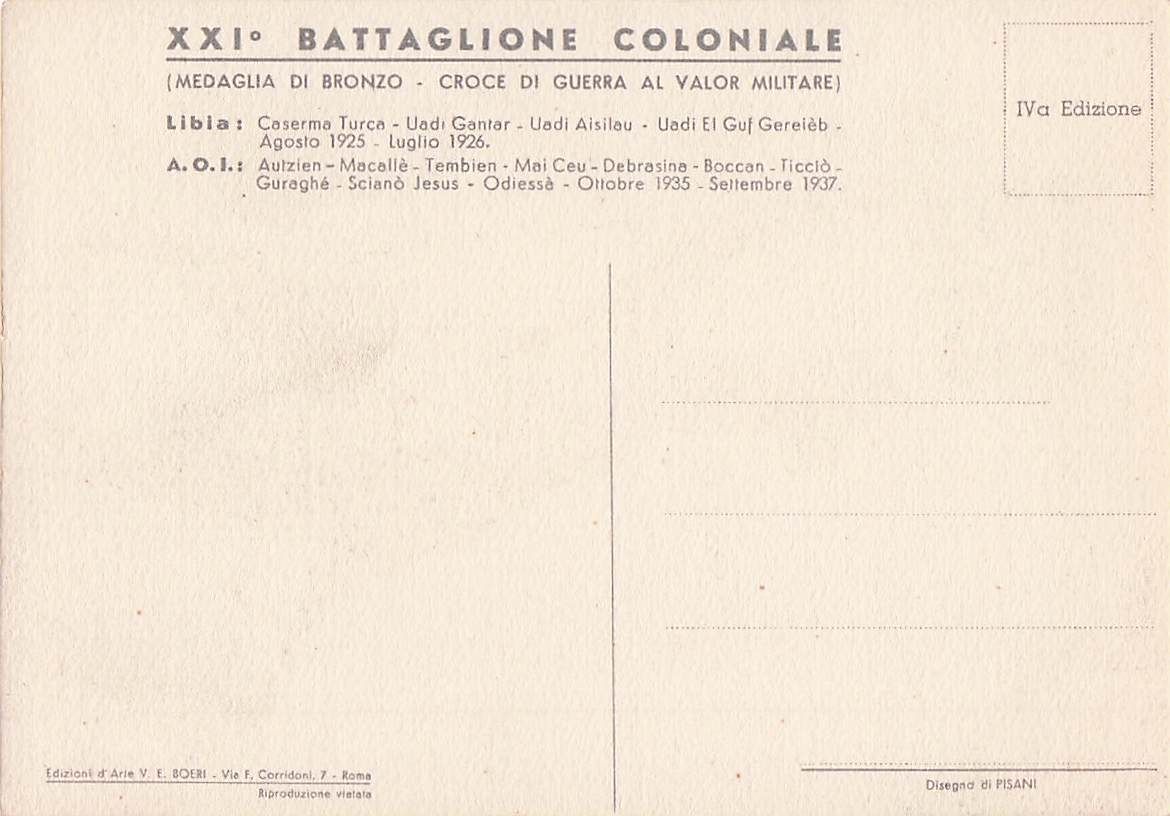 XXIº BATTAGLIONE COLONIALE
(MEDAGLIA DI BRONZO - CROCE DI GUERRA AL VALOR MILITARE)
Libia: Caserma Turca - Uadi Gantar - Uadi Aisilau - Uadi El Guf Gereièb -
Agosto 1925 - Luglio 1926.
A.O.I.: Autzien - Macallè - Tembien - Mai Ceu - Debrasina - Boccan - Ticciò -
Guraghé - Scianò Jesus - Odiessà - Ottobre 1935 - Settembre 1937.
IVa Edizione
Edizioni d'Arte V. E. BOERI - Via F. Corridoni, 7 - Roma
Riproduzione vietata
Disegno di PISANI